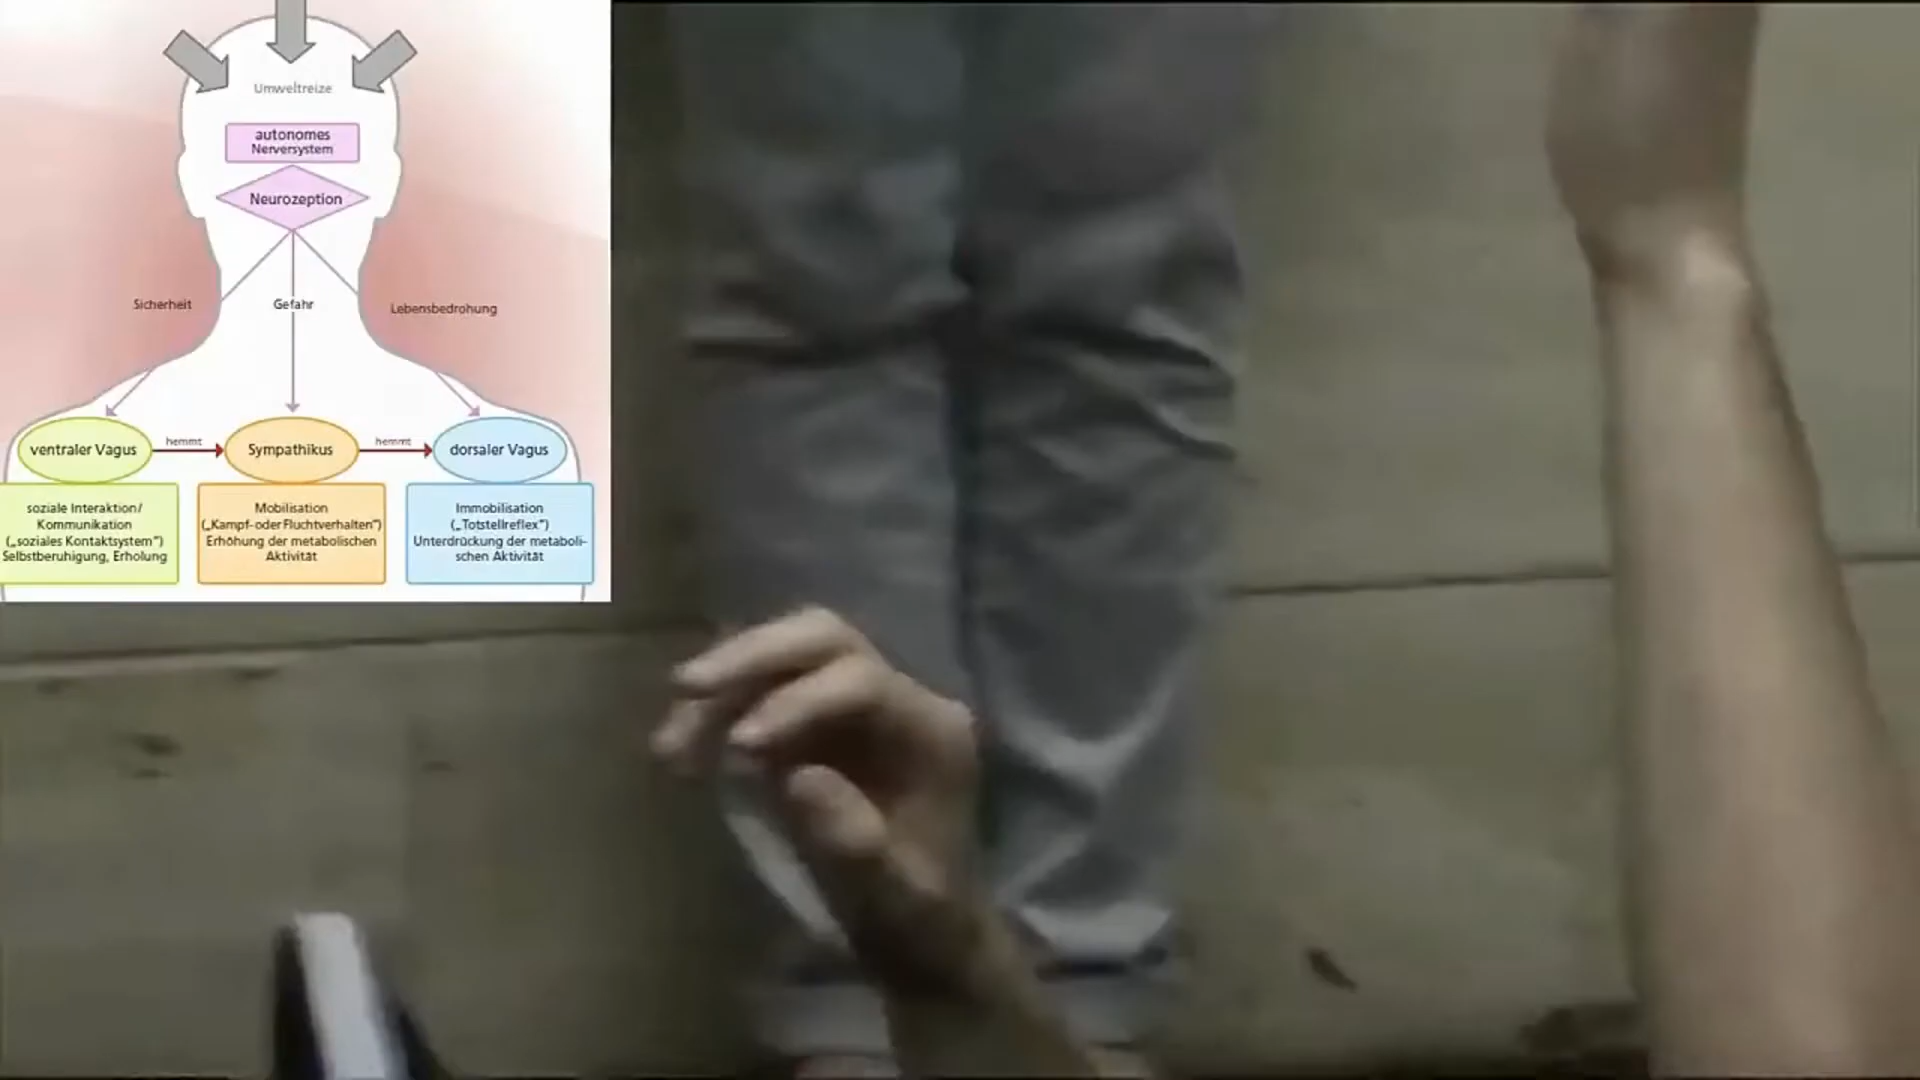 Umweltreize
autonomes
Nerversystem
Neurozeption
Sicherheit
Gefahr
Lebensbedrohung
ventraler Vagus
hemmt
Sympathikus
hemmt
dorsaler Vagus
soziale Interaktion/
Kommunikation
(„soziales Kontaktsystem“)
Selbstberuhigung, Erholung
Mobilisation
(„Kampf-oder Fluchtverhalten“)
Erhöhung der metabolischen
Aktivität
Immobilisation
(„Totstellreflex“)
Unterdrückung der metaboli-
schen Aktivität